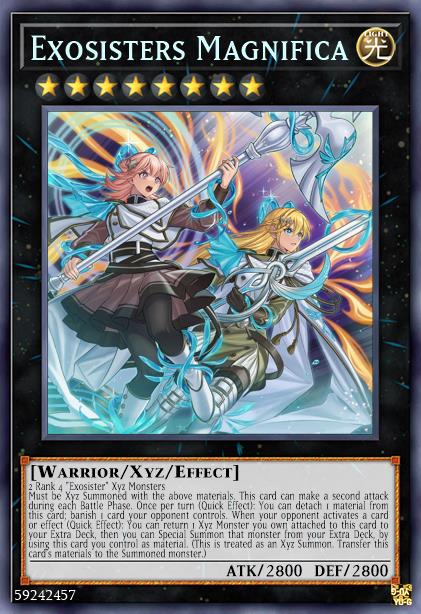 EXOSISTERS MAGNIFICA
LIGHT
光
[WARRIOR/XYZ/EFFECT]
2 Rank 4 "Exosister" Xyz Monsters
Must be Xyz Summoned with the above materials. This card can make a second attack
during each Battle Phase. Once per turn (Quick Effect): You can detach 1 material from
this card; banish 1 card your opponent controls. When your opponent activates a card
or effect (Quick Effect): You can return 1 Xyz Monster you own attached to this card to
your Extra Deck, then you can Special Summon that monster from your Extra Deck, by
using this card you control as material. (This is treated as an Xyz Summon. Transfer this
card's materials to the Summoned monster.)
ATK/2800 DEF/2800
59242457